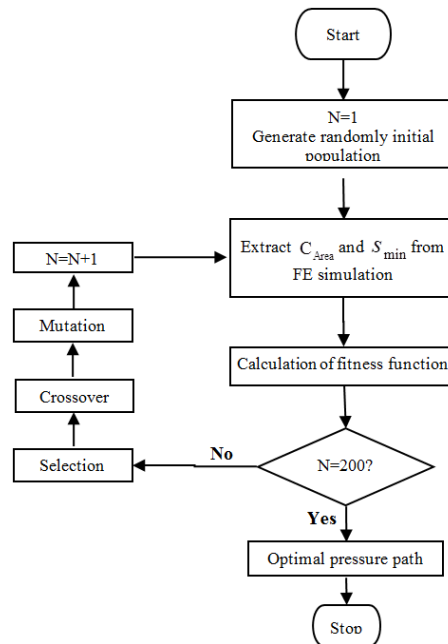 Start
N=1
Generate randomly initial
population
Extract C_Area and S_min from
FE simulation
N=N+1
Mutation
Calculation of fitness function
Crossover
Selection
No
N=200?
Yes
Optimal pressure path
Stop